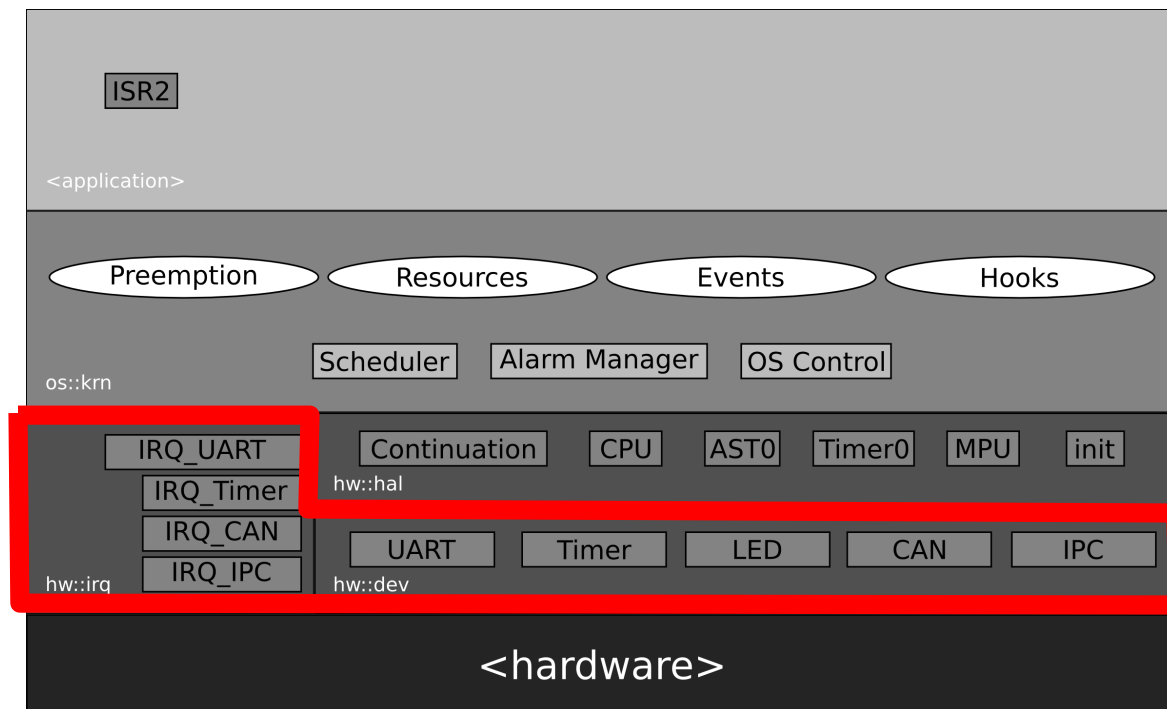 ISR2
<application>
Preemption
Resources
Events
Hooks
Scheduler
Alarm Manager
OS Control
os::krn
IRQ_UART
IRQ_Timer
IRQ_CAN
IRQ_IPC
hw::irq
Continuation
CPU
AST0
Timer0
MPU
init
hw::hal
UART
Timer
LED
CAN
IPC
hw::dev
<hardware>